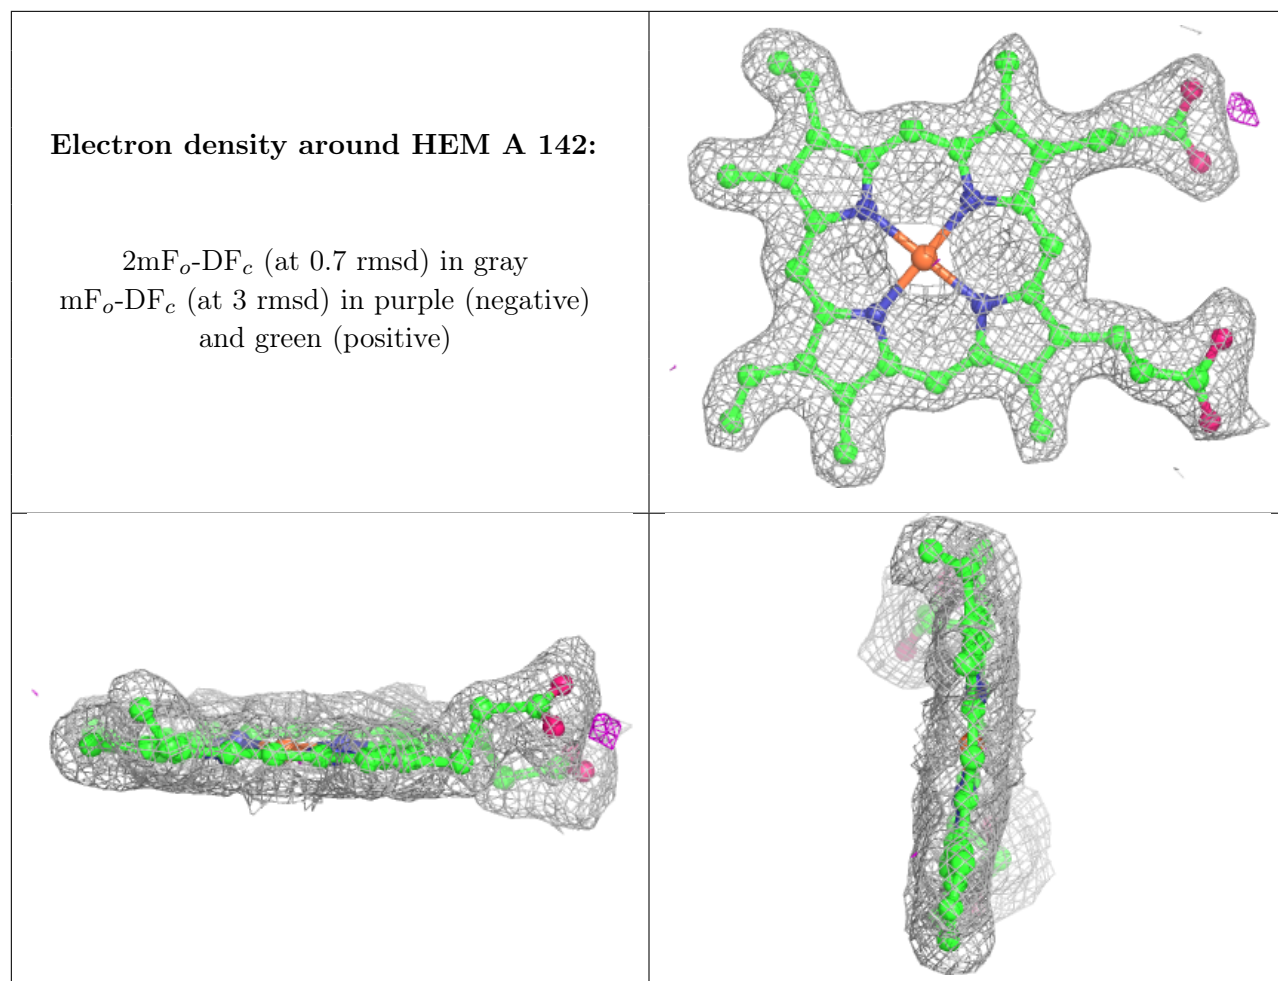 Electron density around HEM A 142:
2mFo-DFc (at 0.7 rmsd) in gray
mFo-DFc (at 3 rmsd) in purple (negative)
and green (positive)